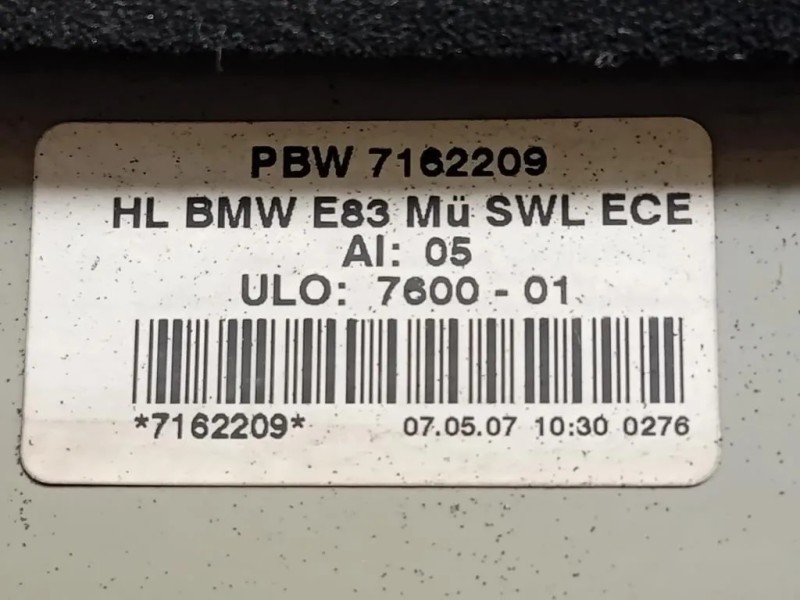 PBW 7162209
HL BMW E83 Mü SWL ECE
AI: 05
ULO: 7600 - 01
*7162209* 07.05.07 10:30 0276